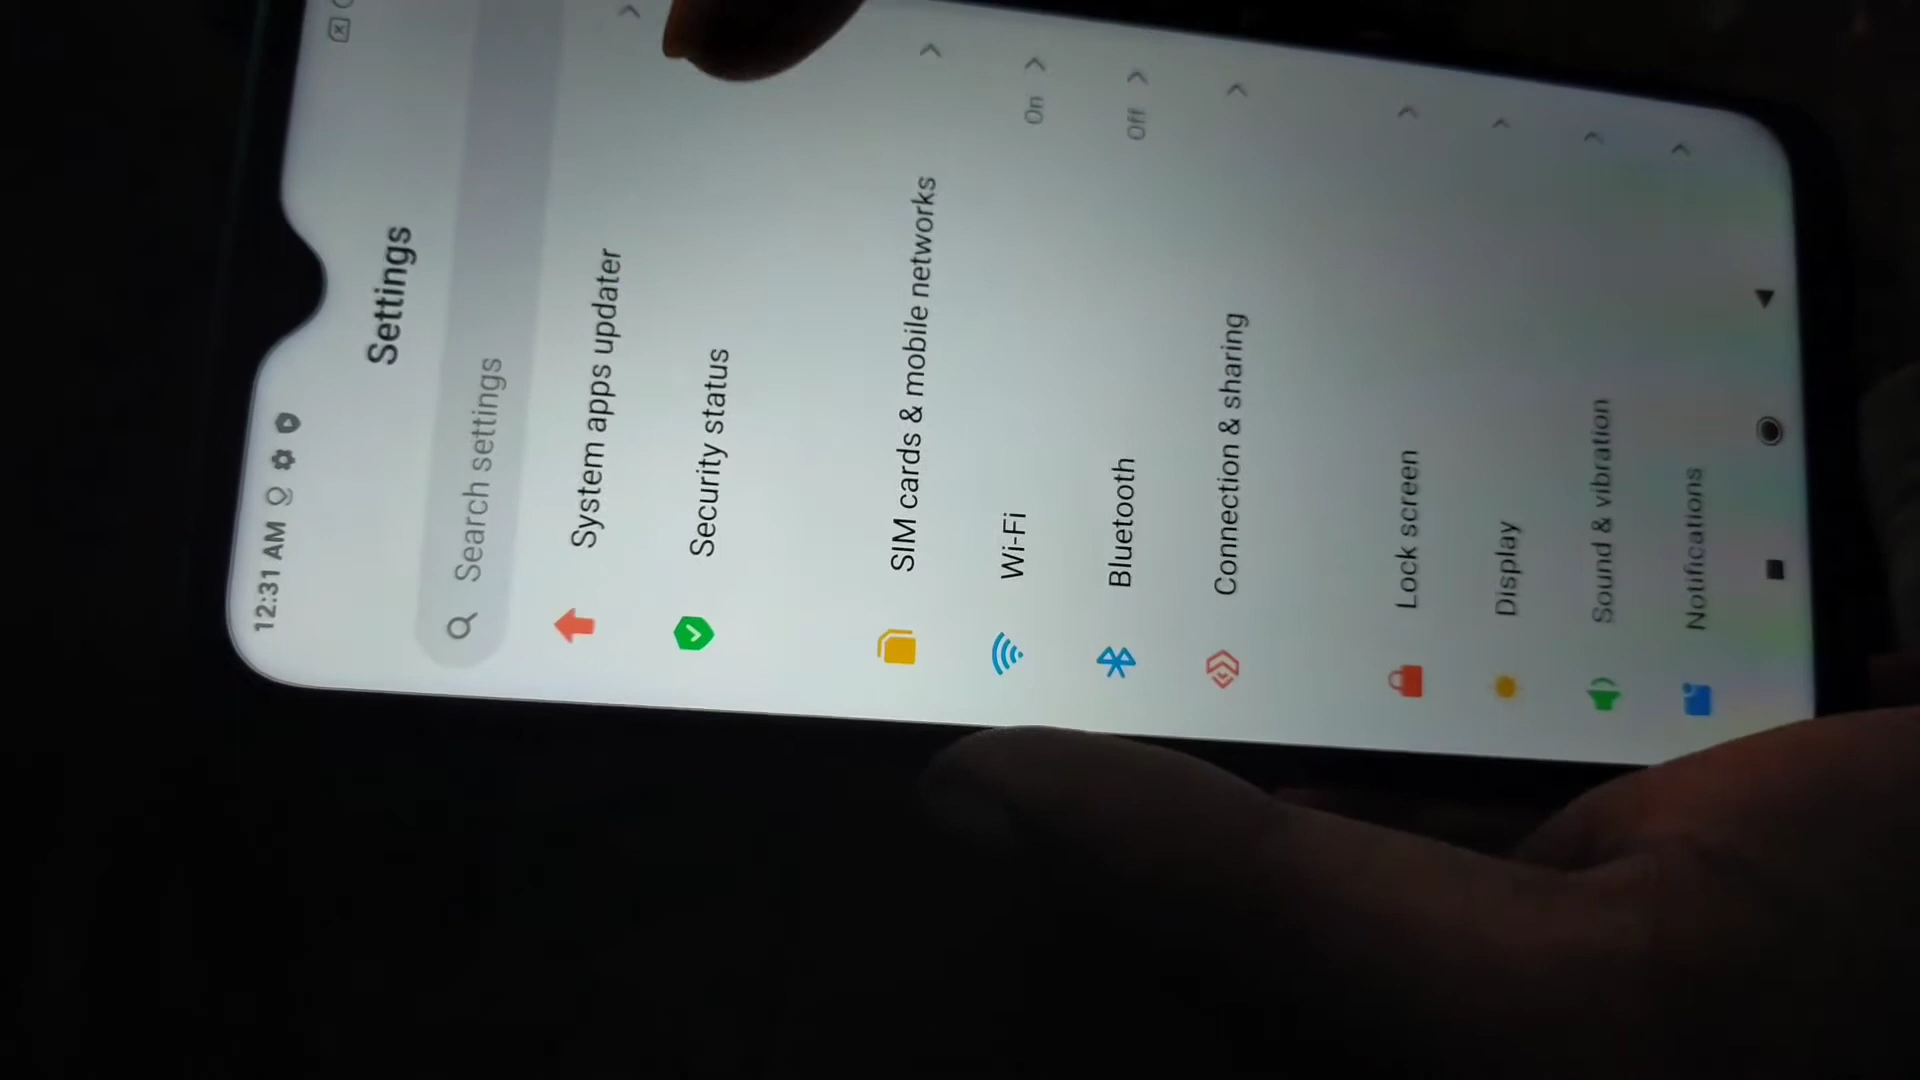 12:31 AM
Settings
Search settings
System apps updater
Security status
SIM cards & mobile networks
Wi-Fi On
Bluetooth Off
Connection & sharing
Lock screen
Display
Sound & vibration
Notifications